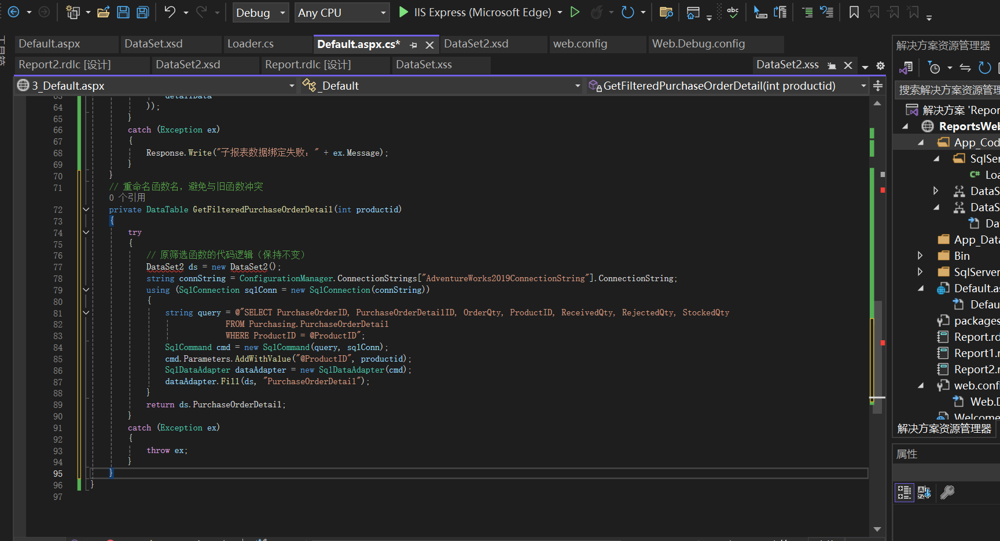 Debug
Any CPU
IIS Express (Microsoft Edge)
abc
Default.aspx
DataSet.xsd
Loader.cs
Default.aspx.cs*
DataSet2.xsd
web.config
Web.Debug.config
Report2.rdlc [设计]
DataSet2.xsd
Report.rdlc [设计]
DataSet.xss
DataSet2.xss
3_Default.aspx
_Default
GetFilteredPurchaseOrderDetail(int productid)
64 ));
65 }
66 catch (Exception ex)
67 {
68 Response.Write("子报表数据绑定失败: " + ex.Message);
69 }
70 }
71 // 重命名函数名，避免与旧函数冲突
0 个引用
72 private DataTable GetFilteredPurchaseOrderDetail(int productid)
73 {
74 try
75 {
76 // 原筛选函数的代码逻辑（保持不变）
77 DataSet2 ds = new DataSet2();
78 string connString = ConfigurationManager.ConnectionStrings["AdventureWorks2019ConnectionString"].ConnectionString;
79 using (SqlConnection sqlConn = new SqlConnection(connString))
80 {
81 string query = @"SELECT PurchaseOrderID, PurchaseOrderDetailID, OrderQty, ProductID, ReceivedQty, RejectedQty, StockedQty
82 FROM Purchasing.PurchaseOrderDetail
83 WHERE ProductID = @ProductID";
84 SqlCommand cmd = new SqlCommand(query, sqlConn);
85 cmd.Parameters.AddWithValue("@ProductID", productid);
86 SqlDataAdapter dataAdapter = new SqlDataAdapter(cmd);
87 dataAdapter.Fill(ds, "PurchaseOrderDetail");
88 }
89 return ds.PurchaseOrderDetail;
90 }
91 catch (Exception ex)
92 {
93 throw ex;
94 }
95 }
96 }
97
解决方案资源管理器
搜索解决方案资源管理
解决方案 'Repor
ReportsWeb
App_Cod
SqlSer
C# Loa
DataS
DataS
Da
App_Data
Bin
SqlServer
Default.as
Defau
packages
Report.rd
Report1.r
Report2.r
web.confi
Web.D
Welcome
解决方案资源管理器
属性